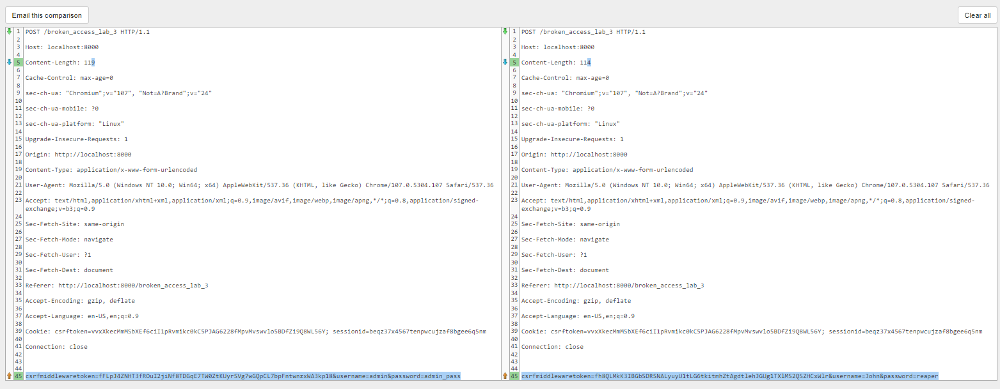 Email this comparison
Clear all
1 POST /broken_access_lab_3 HTTP/1.1
2
3 Host: localhost:8000
4
5 Content-Length: 119
6
7 Cache-Control: max-age=0
8
9 sec-ch-ua: "Chromium";v="107", "Not=A?Brand";v="24"
10
11 sec-ch-ua-mobile: ?0
12
13 sec-ch-ua-platform: "Linux"
14
15 Upgrade-Insecure-Requests: 1
16
17 Origin: http://localhost:8000
18
19 Content-Type: application/x-www-form-urlencoded
20
21 User-Agent: Mozilla/5.0 (Windows NT 10.0; Win64; x64) AppleWebKit/537.36 (KHTML, like Gecko) Chrome/107.0.5304.107 Safari/537.36
22
23 Accept: text/html,application/xhtml+xml,application/xml;q=0.9,image/avif,image/webp,image/apng,*/*;q=0.8,application/signed-
exchange;v=b3;q=0.9
24
25 Sec-Fetch-Site: same-origin
26
27 Sec-Fetch-Mode: navigate
28
29 Sec-Fetch-User: ?1
30
31 Sec-Fetch-Dest: document
32
33 Referer: http://localhost:8000/broken_access_lab_3
34
35 Accept-Encoding: gzip, deflate
36
37 Accept-Language: en-US,en;q=0.9
38
39 Cookie: csrftoken=vvxXkecMmMSbXEf6ciI1pRvmikc0kC5PJAG6228fMpvMvswvlo5BDfZi9Q8WL56Y; sessionid=beqz37x4567tenpwcujzaf8bgee6q5nm
40
41 Connection: close
42
43
44
45 csrfmiddlewaretoken=fFLpJ4ZNHT3fROuI2jiNf8TDGqE7TW0ZtKUyrSVg7wGQpCL7bpFntwnzxWA3kp18&username=admin&password=admin_pass
1 POST /broken_access_lab_3 HTTP/1.1
2
3 Host: localhost:8000
4
5 Content-Length: 114
6
7 Cache-Control: max-age=0
8
9 sec-ch-ua: "Chromium";v="107", "Not=A?Brand";v="24"
10
11 sec-ch-ua-mobile: ?0
12
13 sec-ch-ua-platform: "Linux"
14
15 Upgrade-Insecure-Requests: 1
16
17 Origin: http://localhost:8000
18
19 Content-Type: application/x-www-form-urlencoded
20
21 User-Agent: Mozilla/5.0 (Windows NT 10.0; Win64; x64) AppleWebKit/537.36 (KHTML, like Gecko) Chrome/107.0.5304.107 Safari/537.36
22
23 Accept: text/html,application/xhtml+xml,application/xml;q=0.9,image/avif,image/webp,image/apng,*/*;q=0.8,application/signed-
exchange;v=b3;q=0.9
24
25 Sec-Fetch-Site: same-origin
26
27 Sec-Fetch-Mode: navigate
28
29 Sec-Fetch-User: ?1
30
31 Sec-Fetch-Dest: document
32
33 Referer: http://localhost:8000/broken_access_lab_3
34
35 Accept-Encoding: gzip, deflate
36
37 Accept-Language: en-US,en;q=0.9
38
39 Cookie: csrftoken=vvxXkecMmMSbXEf6ciI1pRvmikc0kC5PJAG6228fMpvMvswvlo5BDfZi9Q8WL56Y; sessionid=beqz37x4567tenpwcujzaf8bgee6q5nm
40
41 Connection: close
42
43
44
45 csrfmiddlewaretoken=fh8QLMkK3IBGbSDRSNALyuyU1tLG6tkitmhZtAgdtlehJGUg1TXlMS2QSZHCxWlr&username=John&password=reaper